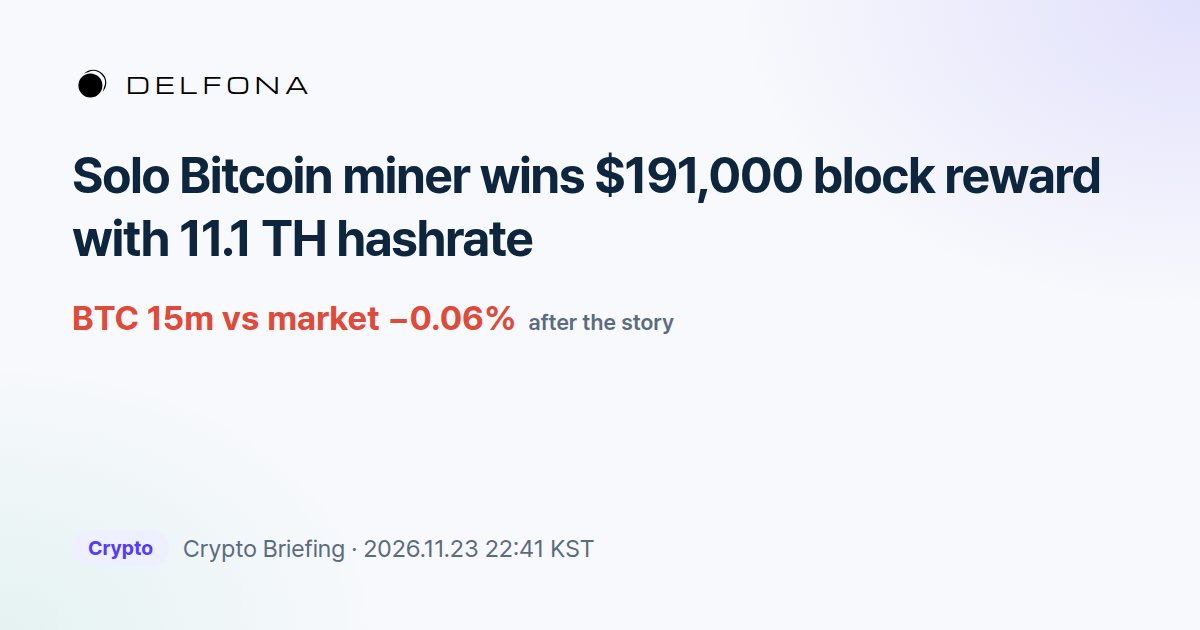 DELFONA
Solo Bitcoin miner wins $191,000 block reward
with 11.1 TH hashrate
BTC 15m vs market −0.06% after the story
Crypto Crypto Briefing · 2026.11.23 22:41 KST